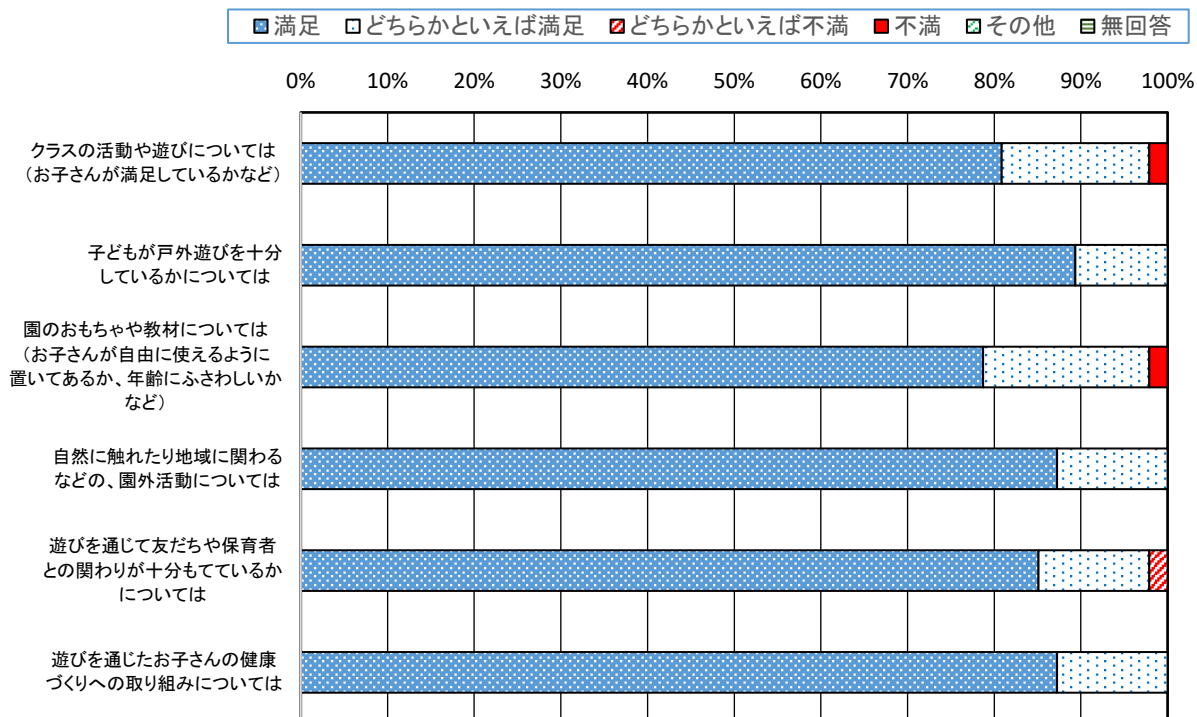 満足 どちらかといえば満足 どちらかといえば不満 不満 その他 無回答
0% 10% 20% 30% 40% 50% 60% 70% 80% 90% 100%
クラスの活動や遊びについては
(お子さんが満足しているかなど)
子どもが戸外遊びを十分
しているかについては
園のおもちゃや教材については
(お子さんが自由に使えるように
置いてあるか、年齢にふさわしいか
など)
自然に触れたり地域に関わる
などの、園外活動については
遊びを通じて友だちや保育者
との関わりが十分もてているか
については
遊びを通じたお子さんの健康
づくりへの取り組みについては